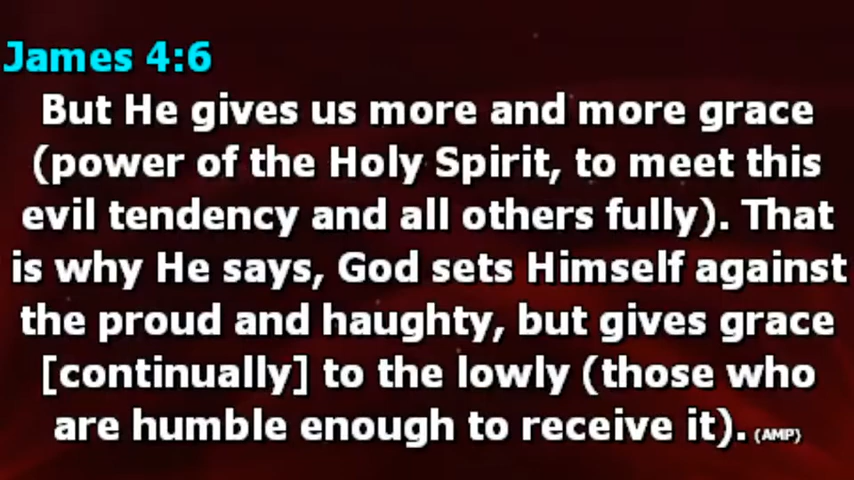 James 4:6
But He gives us more and more grace
(power of the Holy Spirit, to meet this
evil tendency and all others fully). That
is why He says, God sets Himself against
the proud and haughty, but gives grace
[continually] to the lowly (those who
are humble enough to receive it). (AMP)